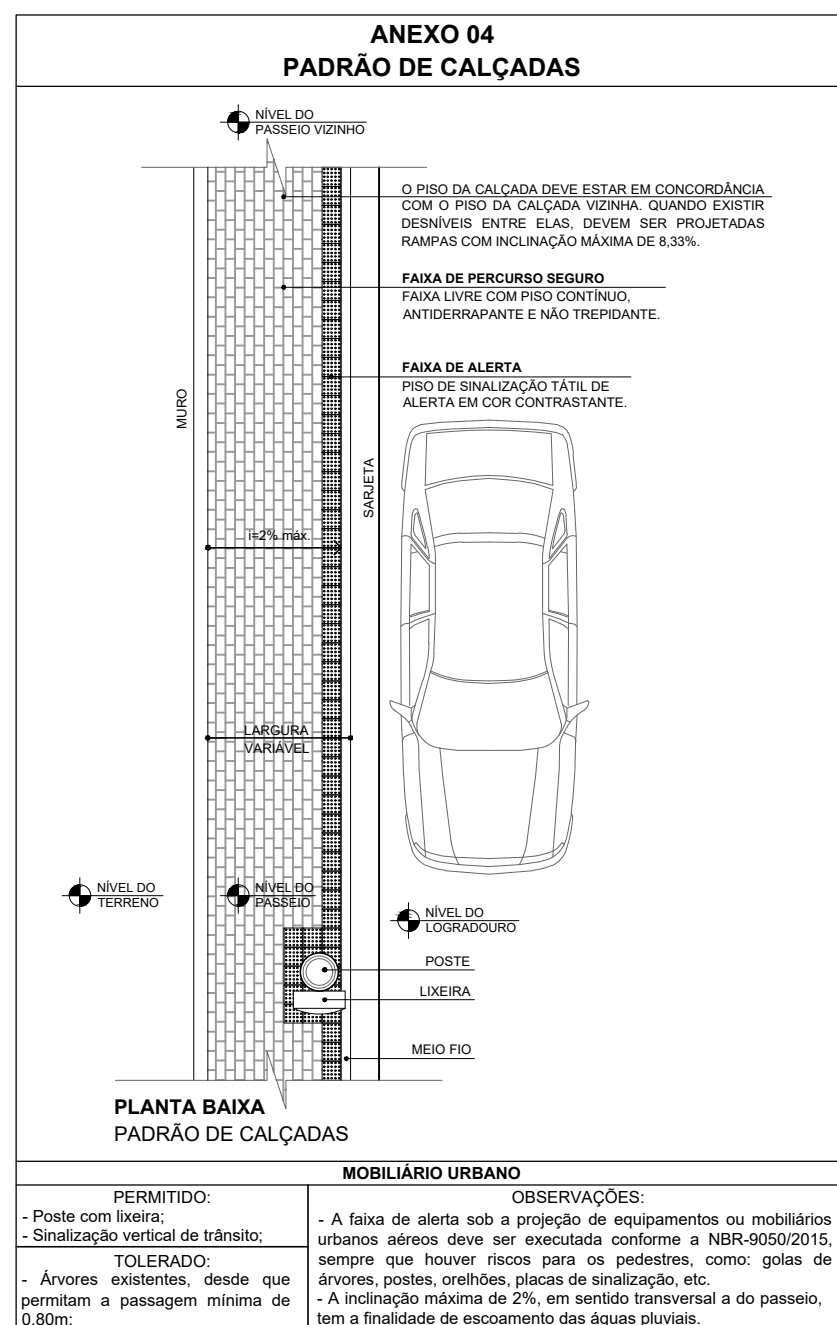 ANEXO 04
PADRÃO DE CALÇADAS
NÍVEL DO
PASSEIO VIZINHO
O PISO DA CALÇADA DEVE ESTAR EM CONCORDÂNCIA
COM O PISO DA CALÇADA VIZINHA. QUANDO EXISTIR
DESNÍVEIS ENTRE ELAS, DEVEM SER PROJETADAS
RAMPAS COM INCLINAÇÃO MÁXIMA DE 8,33%.
FAIXA DE PERCURSO SEGURO
FAIXA LIVRE COM PISO CONTÍNUO,
ANTIDERRAPANTE E NÃO TREPIDANTE.
FAIXA DE ALERTA
PISO DE SINALIZAÇÃO TÁTIL DE
ALERTA EM COR CONTRASTANTE.
MURO
SARJETA
i=2% máx.
LARGURA
VARIÁVEL
NÍVEL DO
TERRENO
NÍVEL DO
PASSEIO
NÍVEL DO
LOGRADOURO
POSTE
LIXEIRA
MEIO FIO
PLANTA BAIXA
PADRÃO DE CALÇADAS
MOBILIÁRIO URBANO
PERMITIDO:
- Poste com lixeira;
- Sinalização vertical de trânsito;
TOLERADO:
- Árvores existentes, desde que
permitam a passagem mínima de
0,80m;
OBSERVAÇÕES:
- A faixa de alerta sob a projeção de equipamentos ou mobiliários
urbanos aéreos deve ser executada conforme a NBR-9050/2015,
sempre que houver riscos para os pedestres, como: golas de
árvores, postes, orelhões, placas de sinalização, etc.
- A inclinação máxima de 2%, em sentido transversal a do passeio,
tem a finalidade de escoamento das águas pluviais.